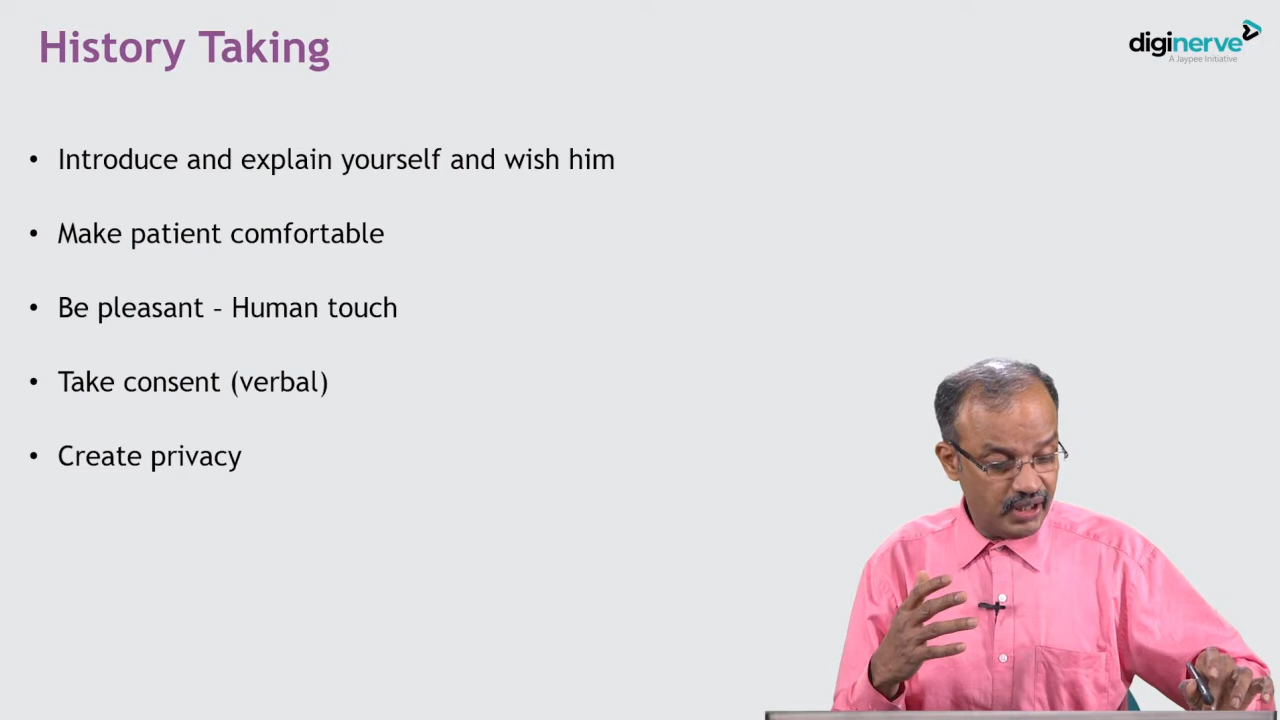 History Taking
diginerve
A Jaypee Initiative
• Introduce and explain yourself and wish him
• Make patient comfortable
• Be pleasant – Human touch
• Take consent (verbal)
• Create privacy